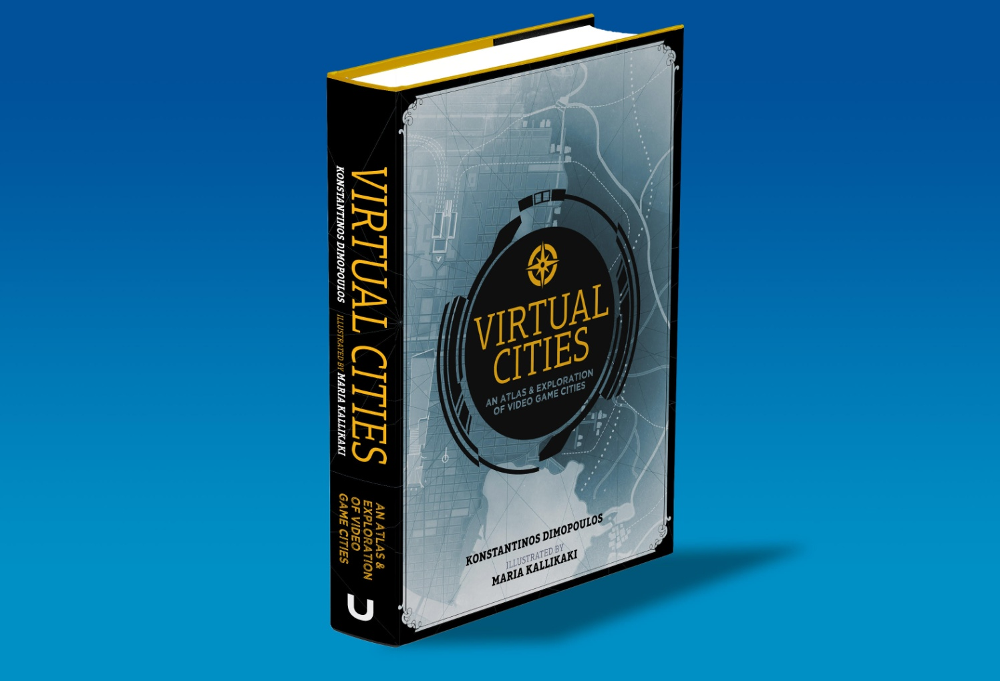 VIRTUAL CITIES
KONSTANTINOS DIMOPOULOS ILLUSTRATED BY MARIA KALLIKAKI
AN ATLAS &
EXPLORATION
OF VIDEO
GAME CITIES
U
VIRTUAL
CITIES
AN ATLAS & EXPLORATION
OF VIDEO GAME CITIES
KONSTANTINOS DIMOPOULOS
ILLUSTRATED BY
MARIA KALLIKAKI